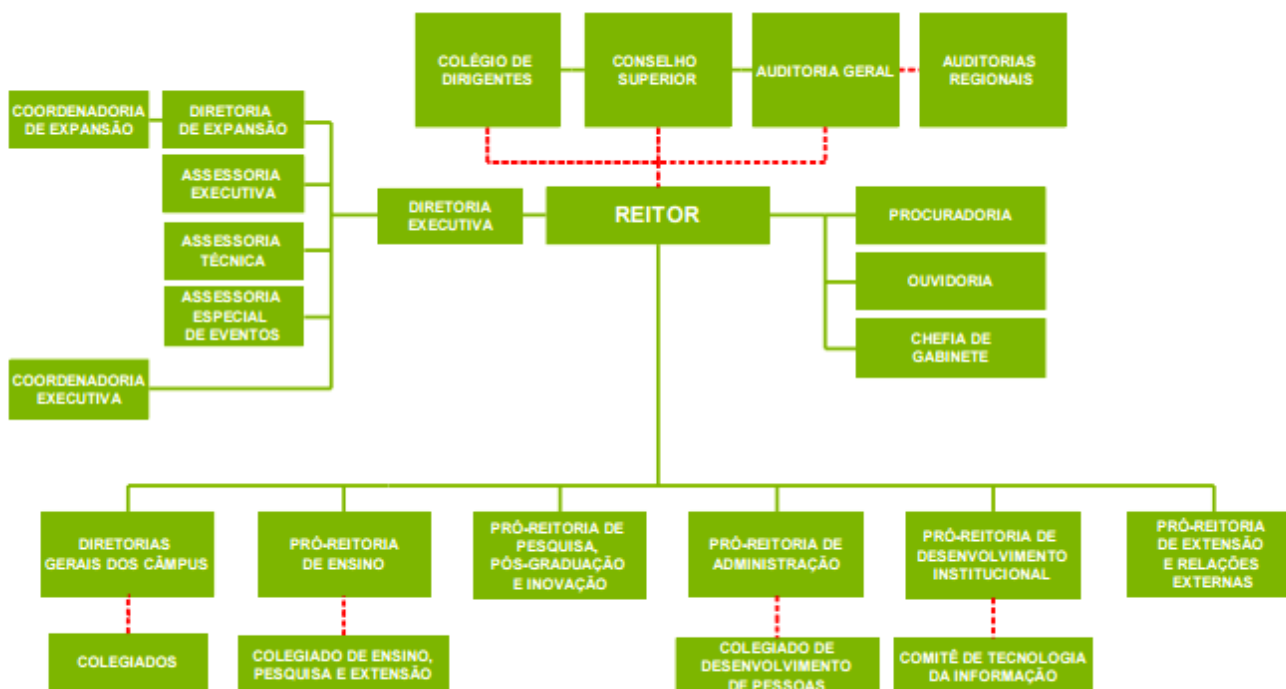 COLÉGIO DE
DIRIGENTES
CONSELHO
SUPERIOR
AUDITORIA GERAL
AUDITORIAS
REGIONAIS
COORDENADORIA
DE EXPANSÃO
DIRETORIA
DE EXPANSÃO
ASSESSORIA
EXECUTIVA
ASSESSORIA
TÉCNICA
ASSESSORIA
ESPECIAL
DE EVENTOS
COORDENADORIA
EXECUTIVA
DIRETORIA
EXECUTIVA
REITOR
PROCURADORIA
OUVIDORIA
CHEFIA DE
GABINETE
DIRETORIAS
GERAIS DOS CÂMPUS
PRÓ-REITORIA
DE ENSINO
PRÓ-REITORIA DE
PESQUISA,
PÓS-GRADUAÇÃO
E INOVAÇÃO
PRÓ-REITORIA DE
ADMINISTRAÇÃO
PRÓ-REITORIA DE
DESENVOLVIMENTO
INSTITUCIONAL
PRÓ-REITORIA
DE EXTENSÃO
E RELAÇÕES
EXTERNAS
COLEGIADOS
COLEGIADO DE ENSINO,
PESQUISA E EXTENSÃO
COLEGIADO DE
DESENVOLVIMENTO
DE PESSOAS
COMITÊ DE TECNOLOGIA
DA INFORMAÇÃO